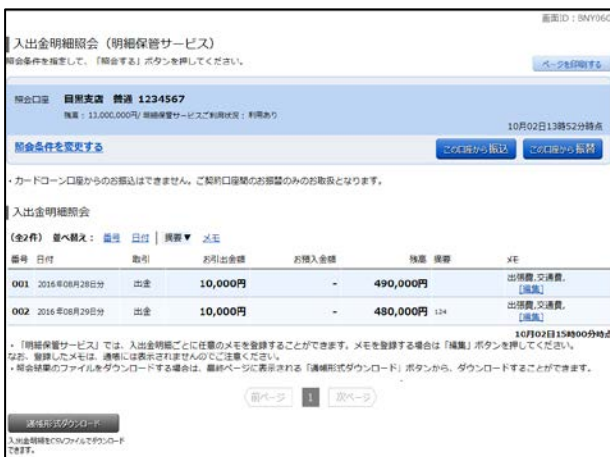 画面ID：BNY060
入出金明細照会（明細保管サービス）
照会条件を指定して、「照会する」ボタンを押してください。
ページを印刷する
照会口座 目黒支店 普通 1234567
残高：13,000,000円/ 明細保管サービスご利用状況：利用あり
10月02日13時52分時点
照会条件を変更する
この口座から振込 この口座から振替
・カードローン口座からのお振込はできません。ご契約口座間のお振替のみのお取扱となります。
入出金明細照会
(全2件) 並べ替え： 番号 日付 摘要▼ メモ
番号 日付 取引 お引出金額 お預入金額 残高 摘要 メモ
001 2016年08月28日分 出金 10,000円 - 490,000円 出張費,交通費,
[編集]
002 2016年08月29日分 出金 10,000円 - 480,000円 124 出張費,交通費,
[編集]
10月02日15時00分時点
・「明細保管サービス」では、入出金明細ごとに任意のメモを登録することができます。メモを登録する場合は「編集」ボタンを押してください。
なお、登録したメモは、通帳には表示されませんのでご注意ください。
・照会結果のファイルをダウンロードする場合は、最終ページに表示される「通帳形式ダウンロード」ボタンから、ダウンロードすることができます。
前ページ 1 次ページ
通帳形式ダウンロード
入出金明細をCSVファイルでダウンロード
できます。